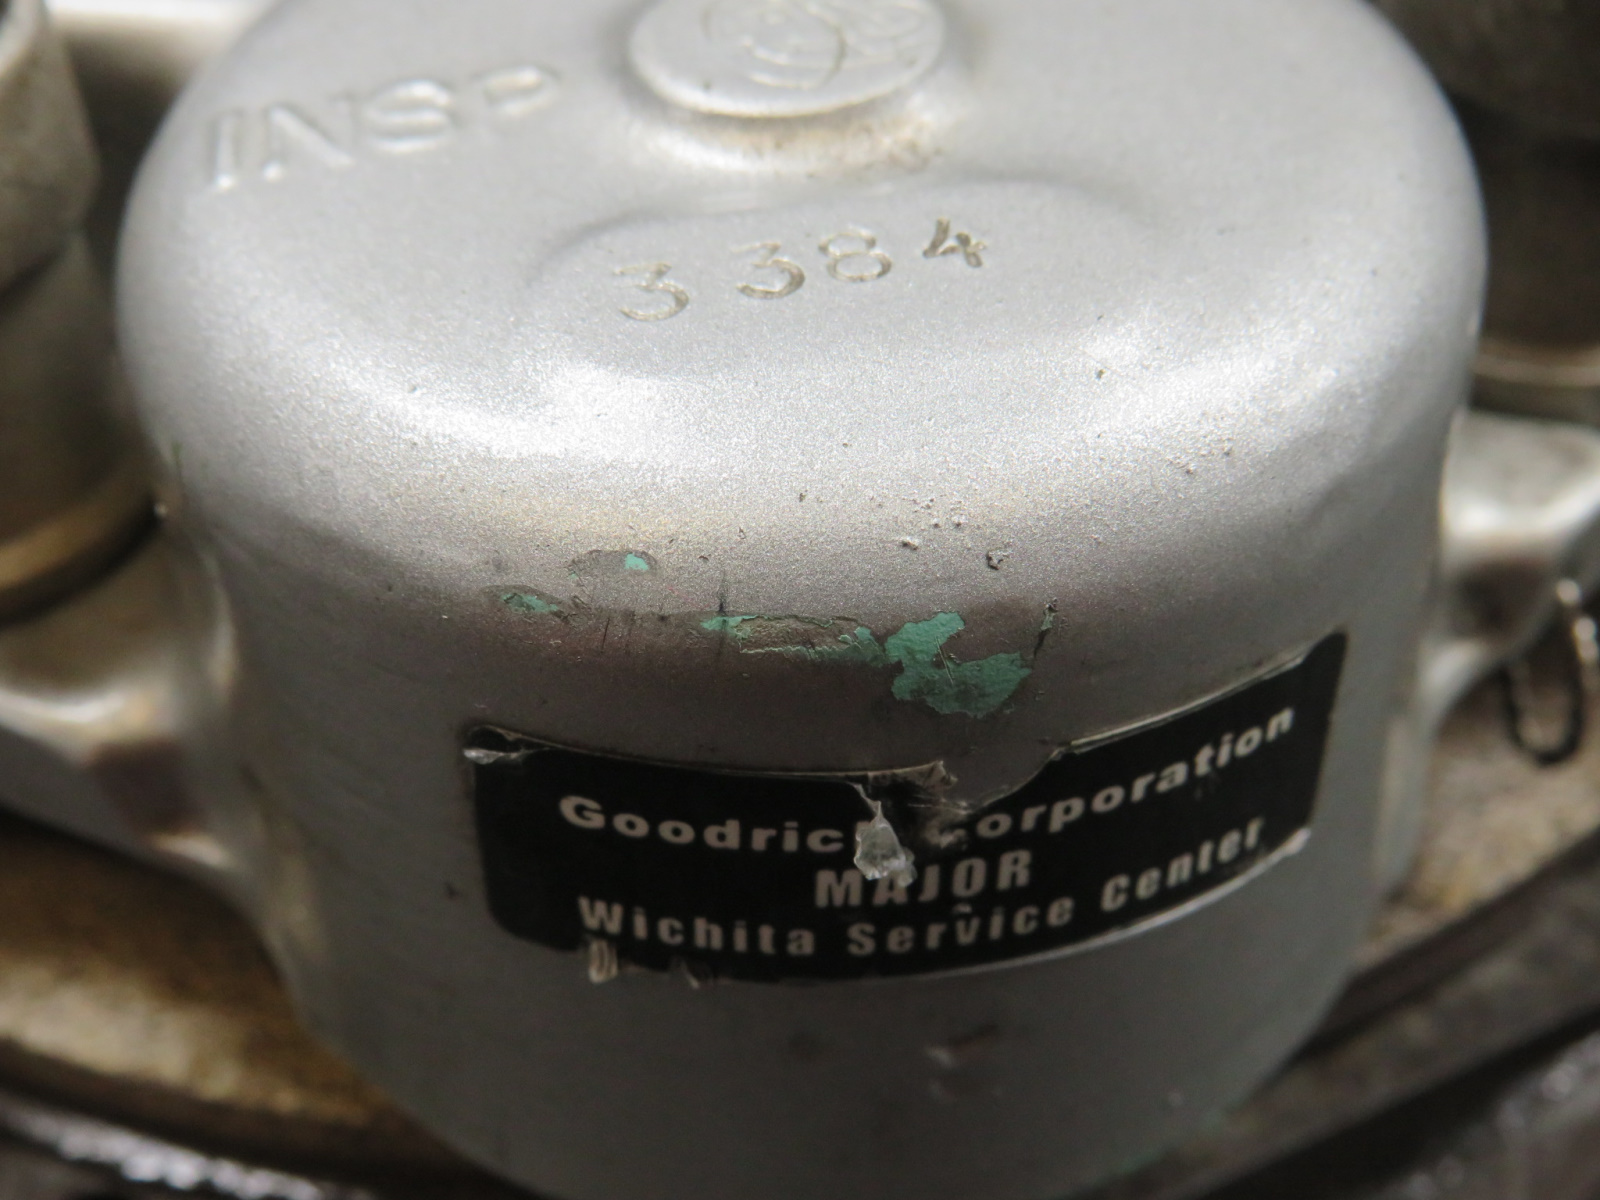 INSP
3384
Goodrich Corporation
MAJOR
Wichita Service Center